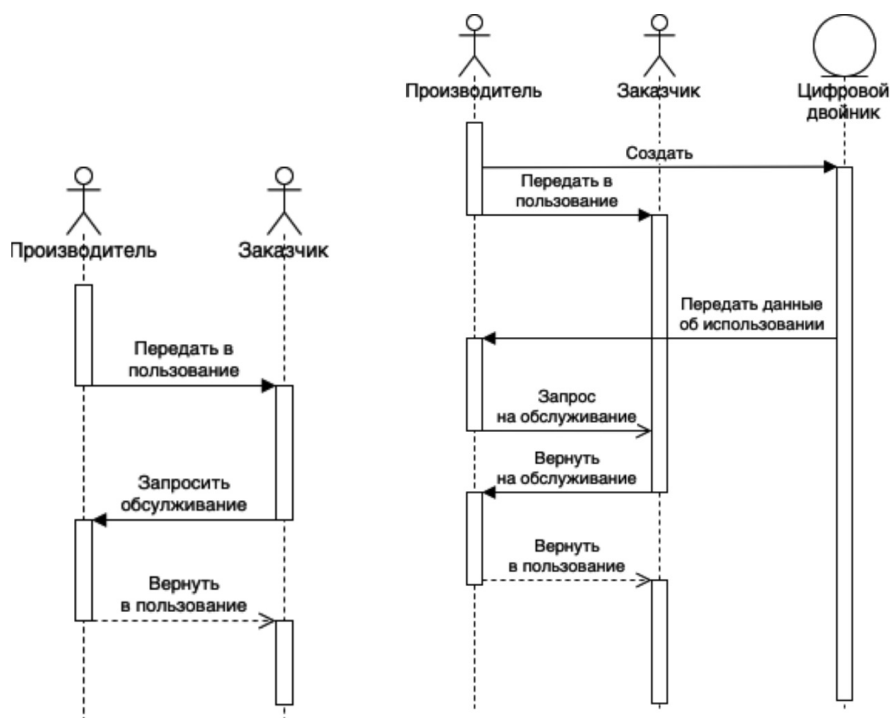 Производитель
Заказчик
Передать в
пользование
Запросить
обсулживание
Вернуть
в пользование
Производитель
Заказчик
Цифровой
двойник
Создать
Передать в
пользование
Передать данные
об использовании
Запрос
на обслуживание
Вернуть
на обслуживание
Вернуть
в пользование